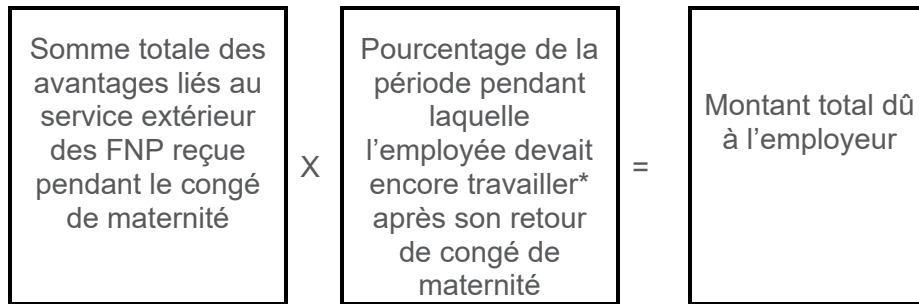 Somme totale des
avantages liés au
service extérieur
des FNP reçue
pendant le congé
de maternité
X
Pourcentage de la
période pendant
laquelle
l’employée devait
encore travailler*
après son retour
de congé de
maternité
=
Montant total dû
à l’employeur